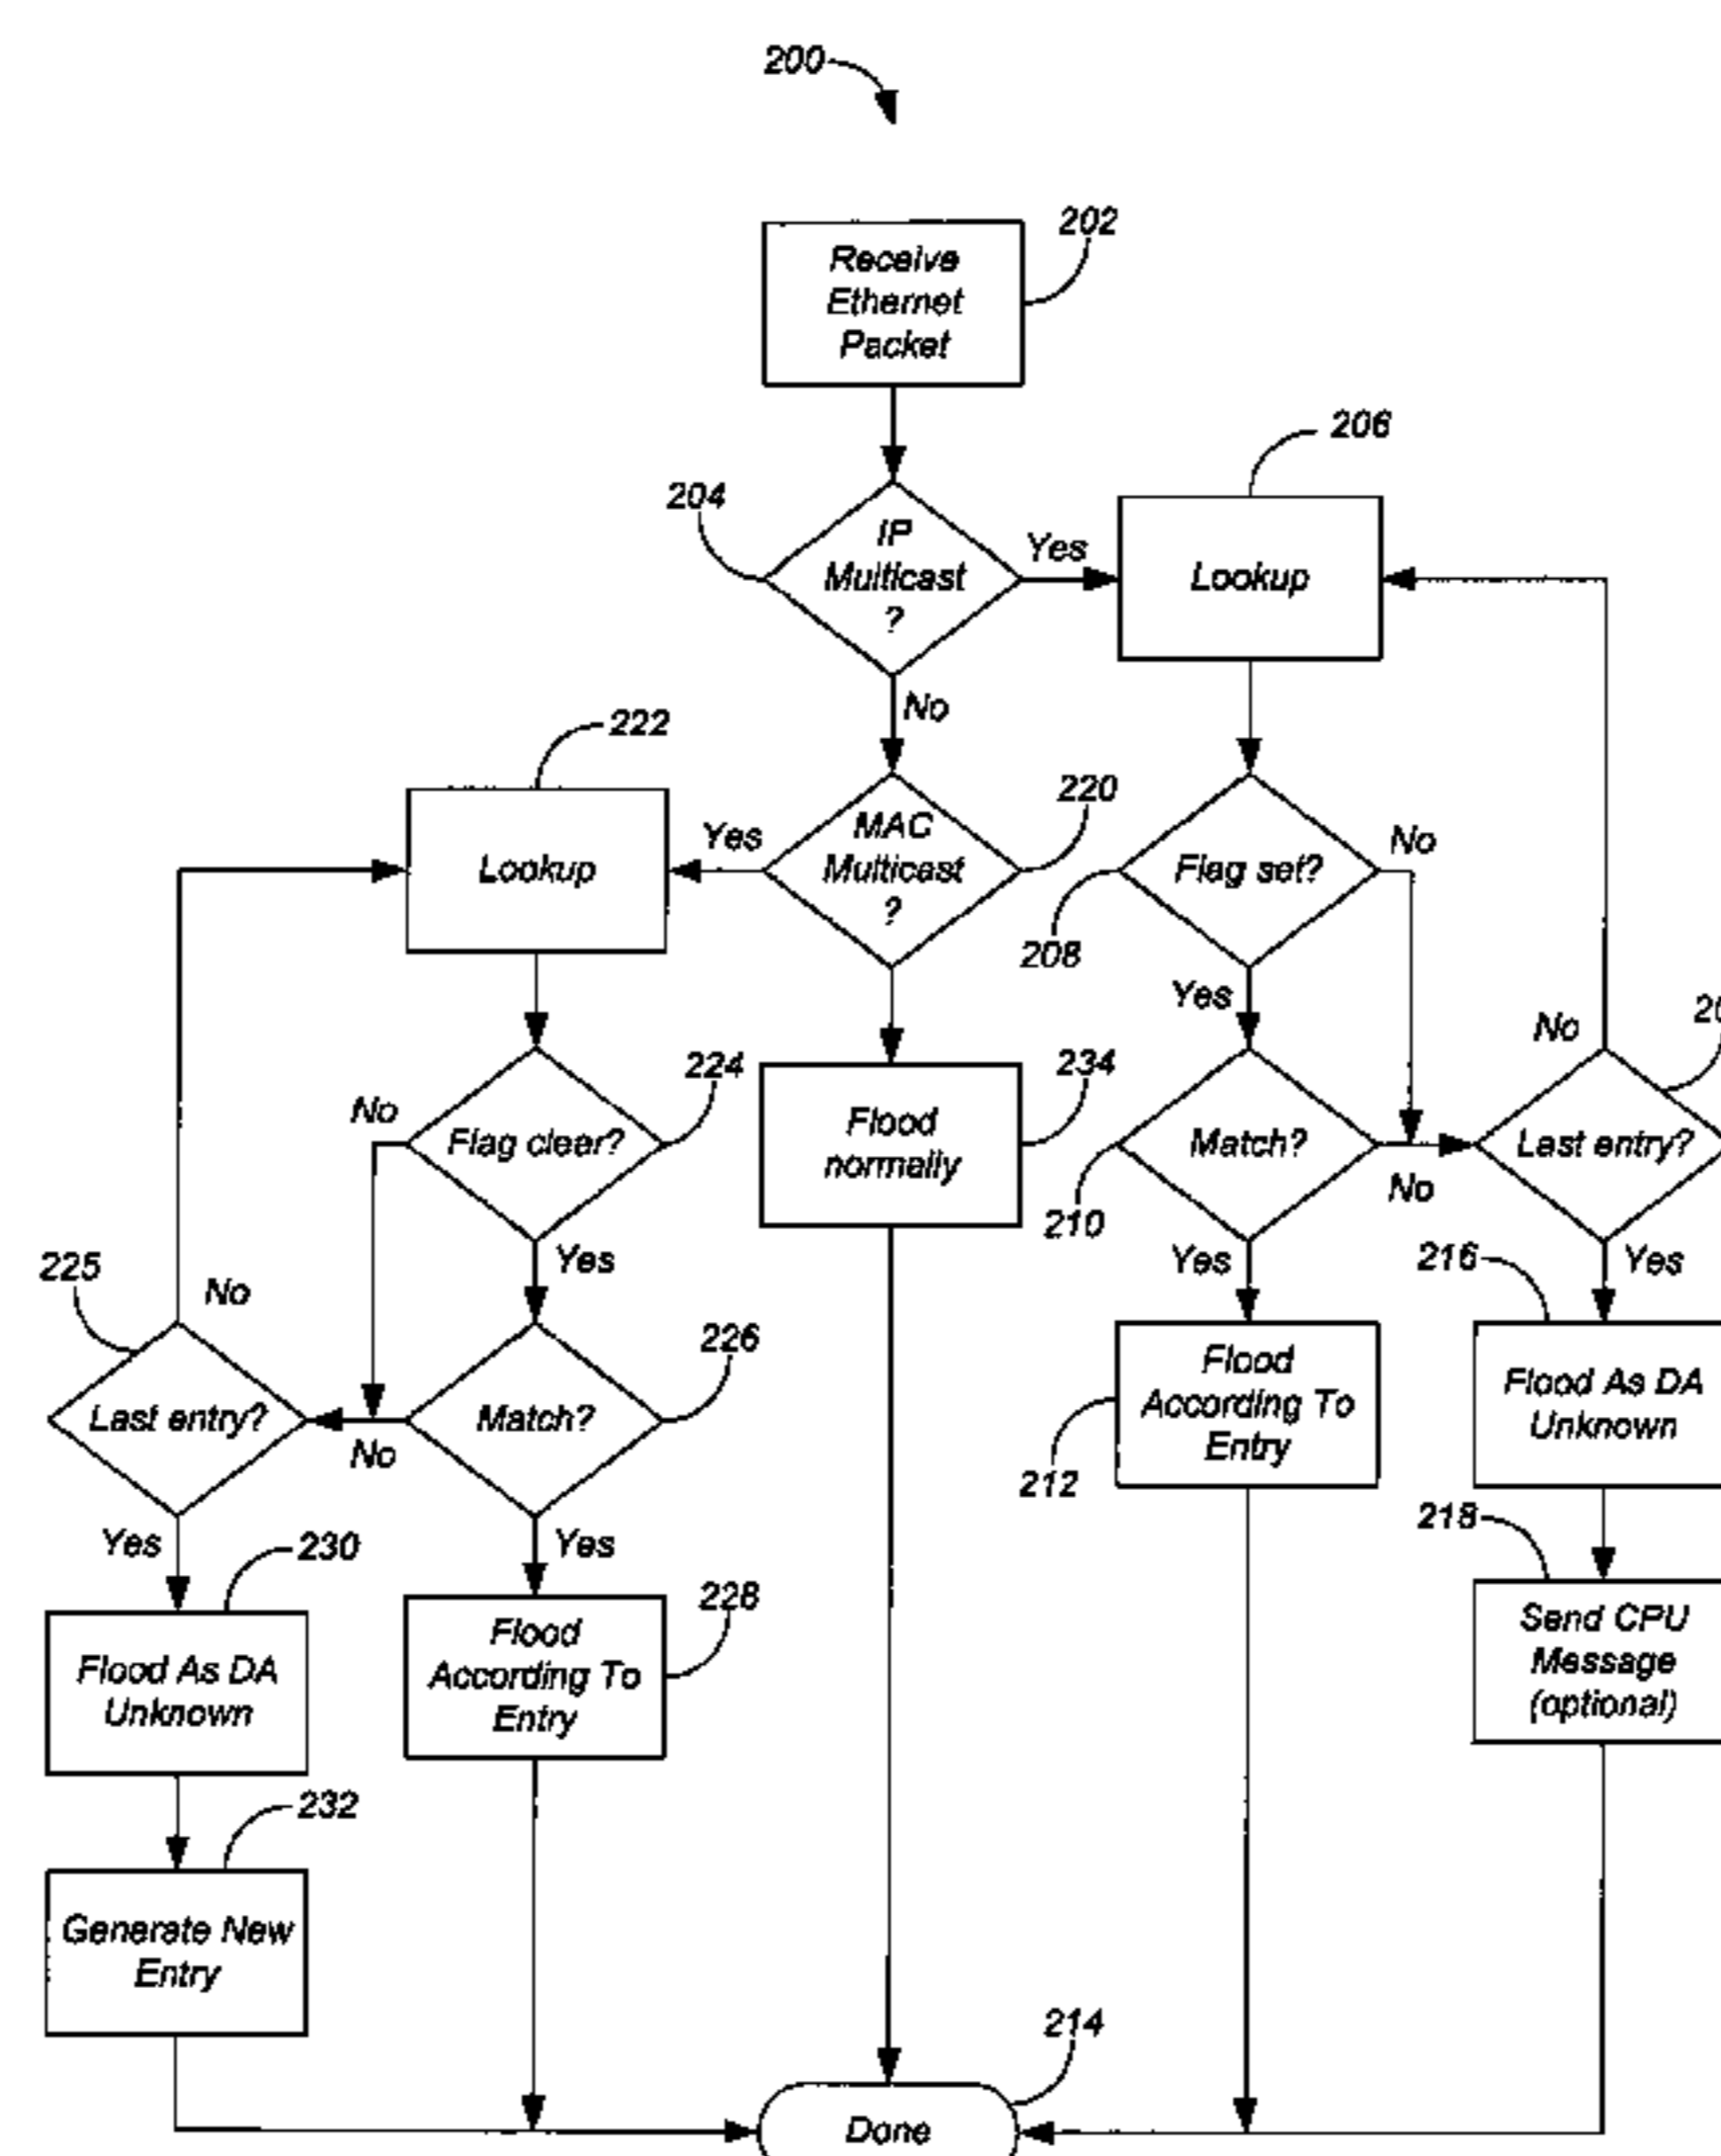 200
202
Receive
Ethernet
Packet
206
204
IP
Multicast
?
Yes
Lookup
No
222
220
Lookup
Yes
MAC
Multicast
?
Flag set?
No
208
Yes
No
224
234
No
Flag clear?
Flood
normally
Match?
Last entry?
No
210
225
No
Yes
Yes
216
Yes
226
Last entry?
Match?
No
Flood
According To
Entry
212
Flood As DA
Unknown
218
Yes
230
Yes
228
Flood As DA
Unknown
Flood
According To
Entry
Send CPU
Message
(optional)
232
Generate New
Entry
214
Done